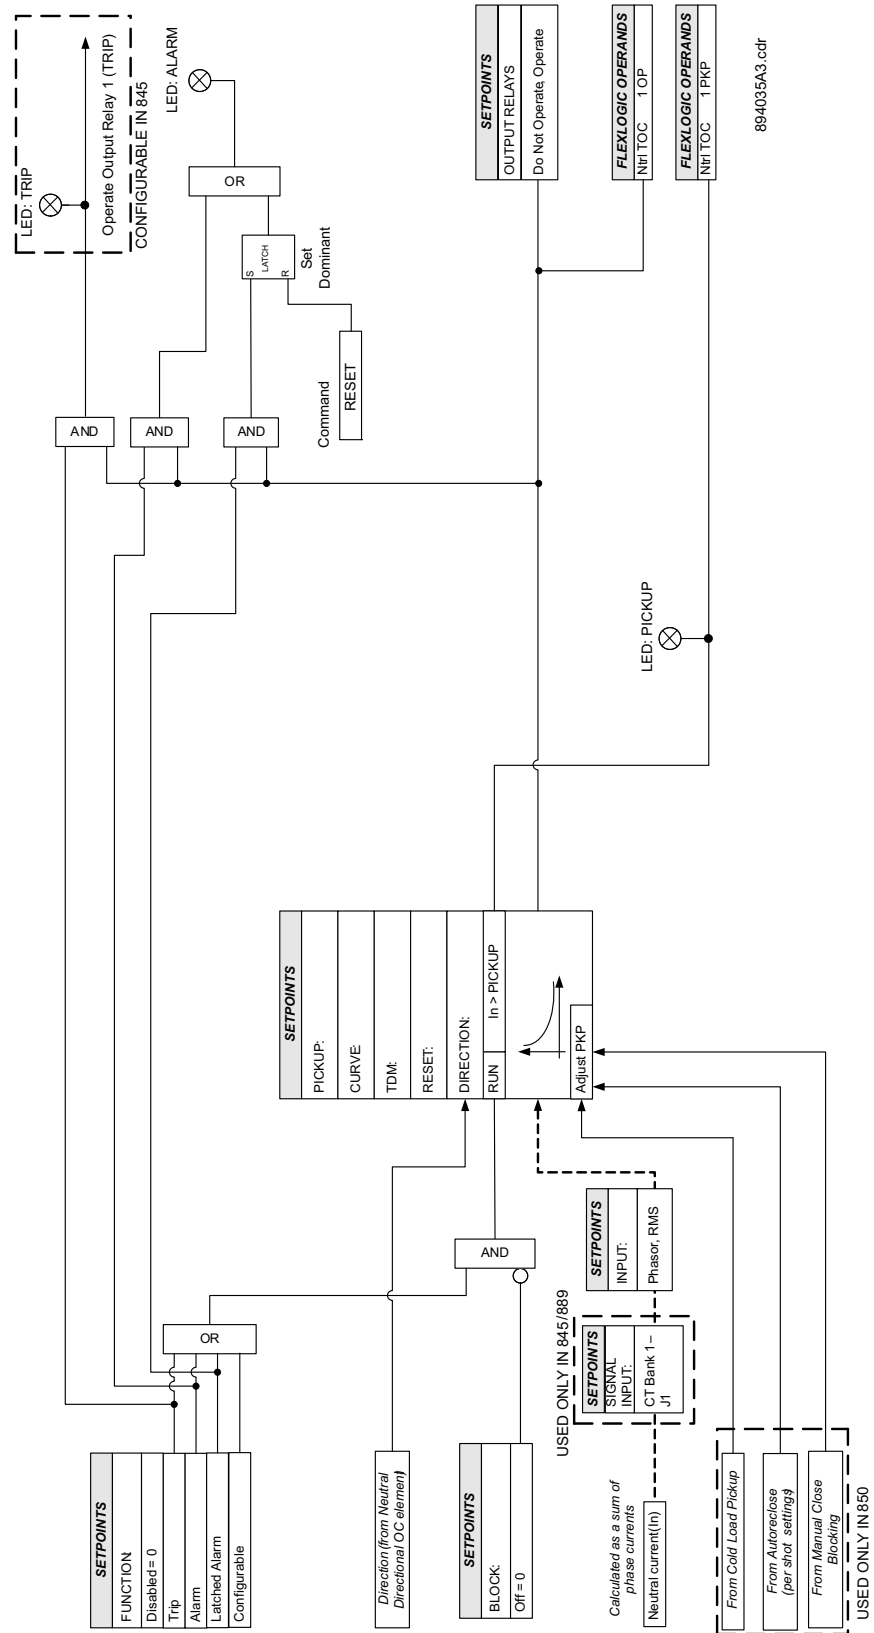 SETPOINTS
FUNCTION:
Disabled = 0
Trip
Alarm
Latched Alarm
Configurable
Direction (from Neutral
Directional OC element)
SETPOINTS
BLOCK:
Off = 0
Calculated as a sum of
phase currents
Neutral current(In)
From Cold Load Pickup
From Autoreclose
(per shot settings)
From Manual Close
Blocking
USED ONLY IN 850
OR
AND
USED ONLY IN 845/889
SETPOINTS
SIGNAL
INPUT:
CT Bank 1 –
J1
SETPOINTS
INPUT:
Phasor, RMS
SETPOINTS
PICKUP:
CURVE:
TDM:
RESET:
DIRECTION:
RUN
In > PICKUP
Adjust PKP
LED: PICKUP
AND
AND
AND
Command
RESET
S
LATCH
R
Set
Dominant
OR
LED: TRIP
Operate Output Relay 1 (TRIP)
CONFIGURABLE IN 845
LED: ALARM
SETPOINTS
OUTPUT RELAYS
Do Not Operate, Operate
FLEXLOGIC OPERANDS
Ntrl TOC 1 OP
FLEXLOGIC OPERANDS
Ntrl TOC 1 PKP
894035A3.cdr